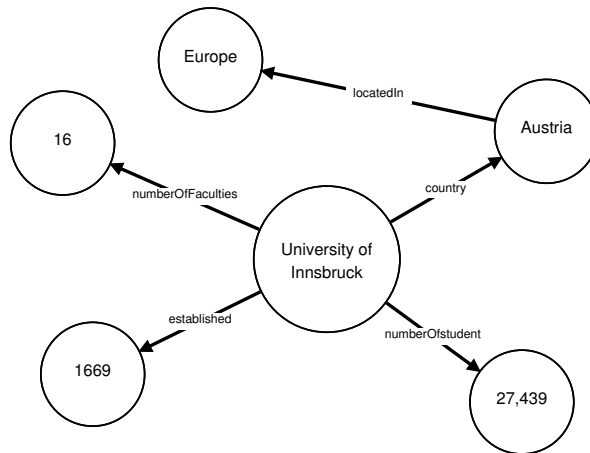 Europe
locatedIn
Austria
16
numberOfFaculties
country
University of
Innsbruck
established
numberOfstudent
1669
27,439